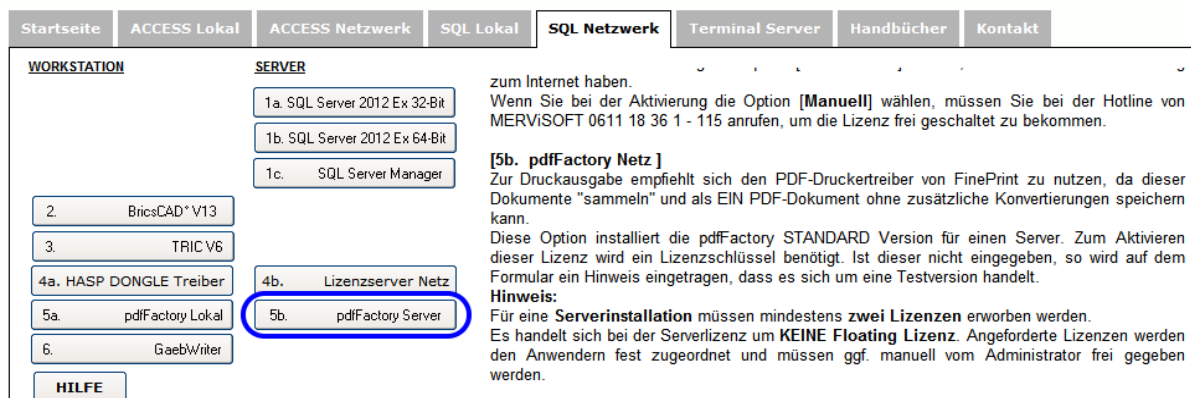 Startseite ACCESS Lokal ACCESS Netzwerk SQL Lokal SQL Netzwerk Terminal Server Handbücher Kontakt
WORKSTATION
2. BricsCAD° V13
3. TRIC V6
4a. HASP DONGLE Treiber
5a. pdfFactory Lokal
6. GaebWriter
HILFE
SERVER
1a. SQL Server 2012 Ex 32-Bit
1b. SQL Server 2012 Ex 64-Bit
1c. SQL Server Manager
4b. Lizenzserver Netz
5b. pdfFactory Server
zum Internet haben.
Wenn Sie bei der Aktivierung die Option [Manuell] wählen, müssen Sie bei der Hotline von
MERViSOFT 0611 18 36 1 - 115 anrufen, um die Lizenz frei geschaltet zu bekommen.
[5b. pdfFactory Netz ]
Zur Druckausgabe empfiehlt sich den PDF-Druckertreiber von FinePrint zu nutzen, da dieser
Dokumente "sammeln" und als EIN PDF-Dokument ohne zusätzliche Konvertierungen speichern
kann.
Diese Option installiert die pdfFactory STANDARD Version für einen Server. Zum Aktivieren
dieser Lizenz wird ein Lizenzschlüssel benötigt. Ist dieser nicht eingegeben, so wird auf dem
Formular ein Hinweis eingetragen, dass es sich um eine Testversion handelt.
Hinweis:
Für eine Serverinstallation müssen mindestens zwei Lizenzen erworben werden.
Es handelt sich bei der Serverlizenz um KEINE Floating Lizenz. Angeforderte Lizenzen werden
den Anwendern fest zugeordnet und müssen ggf. manuell vom Administrator frei gegeben
werden.